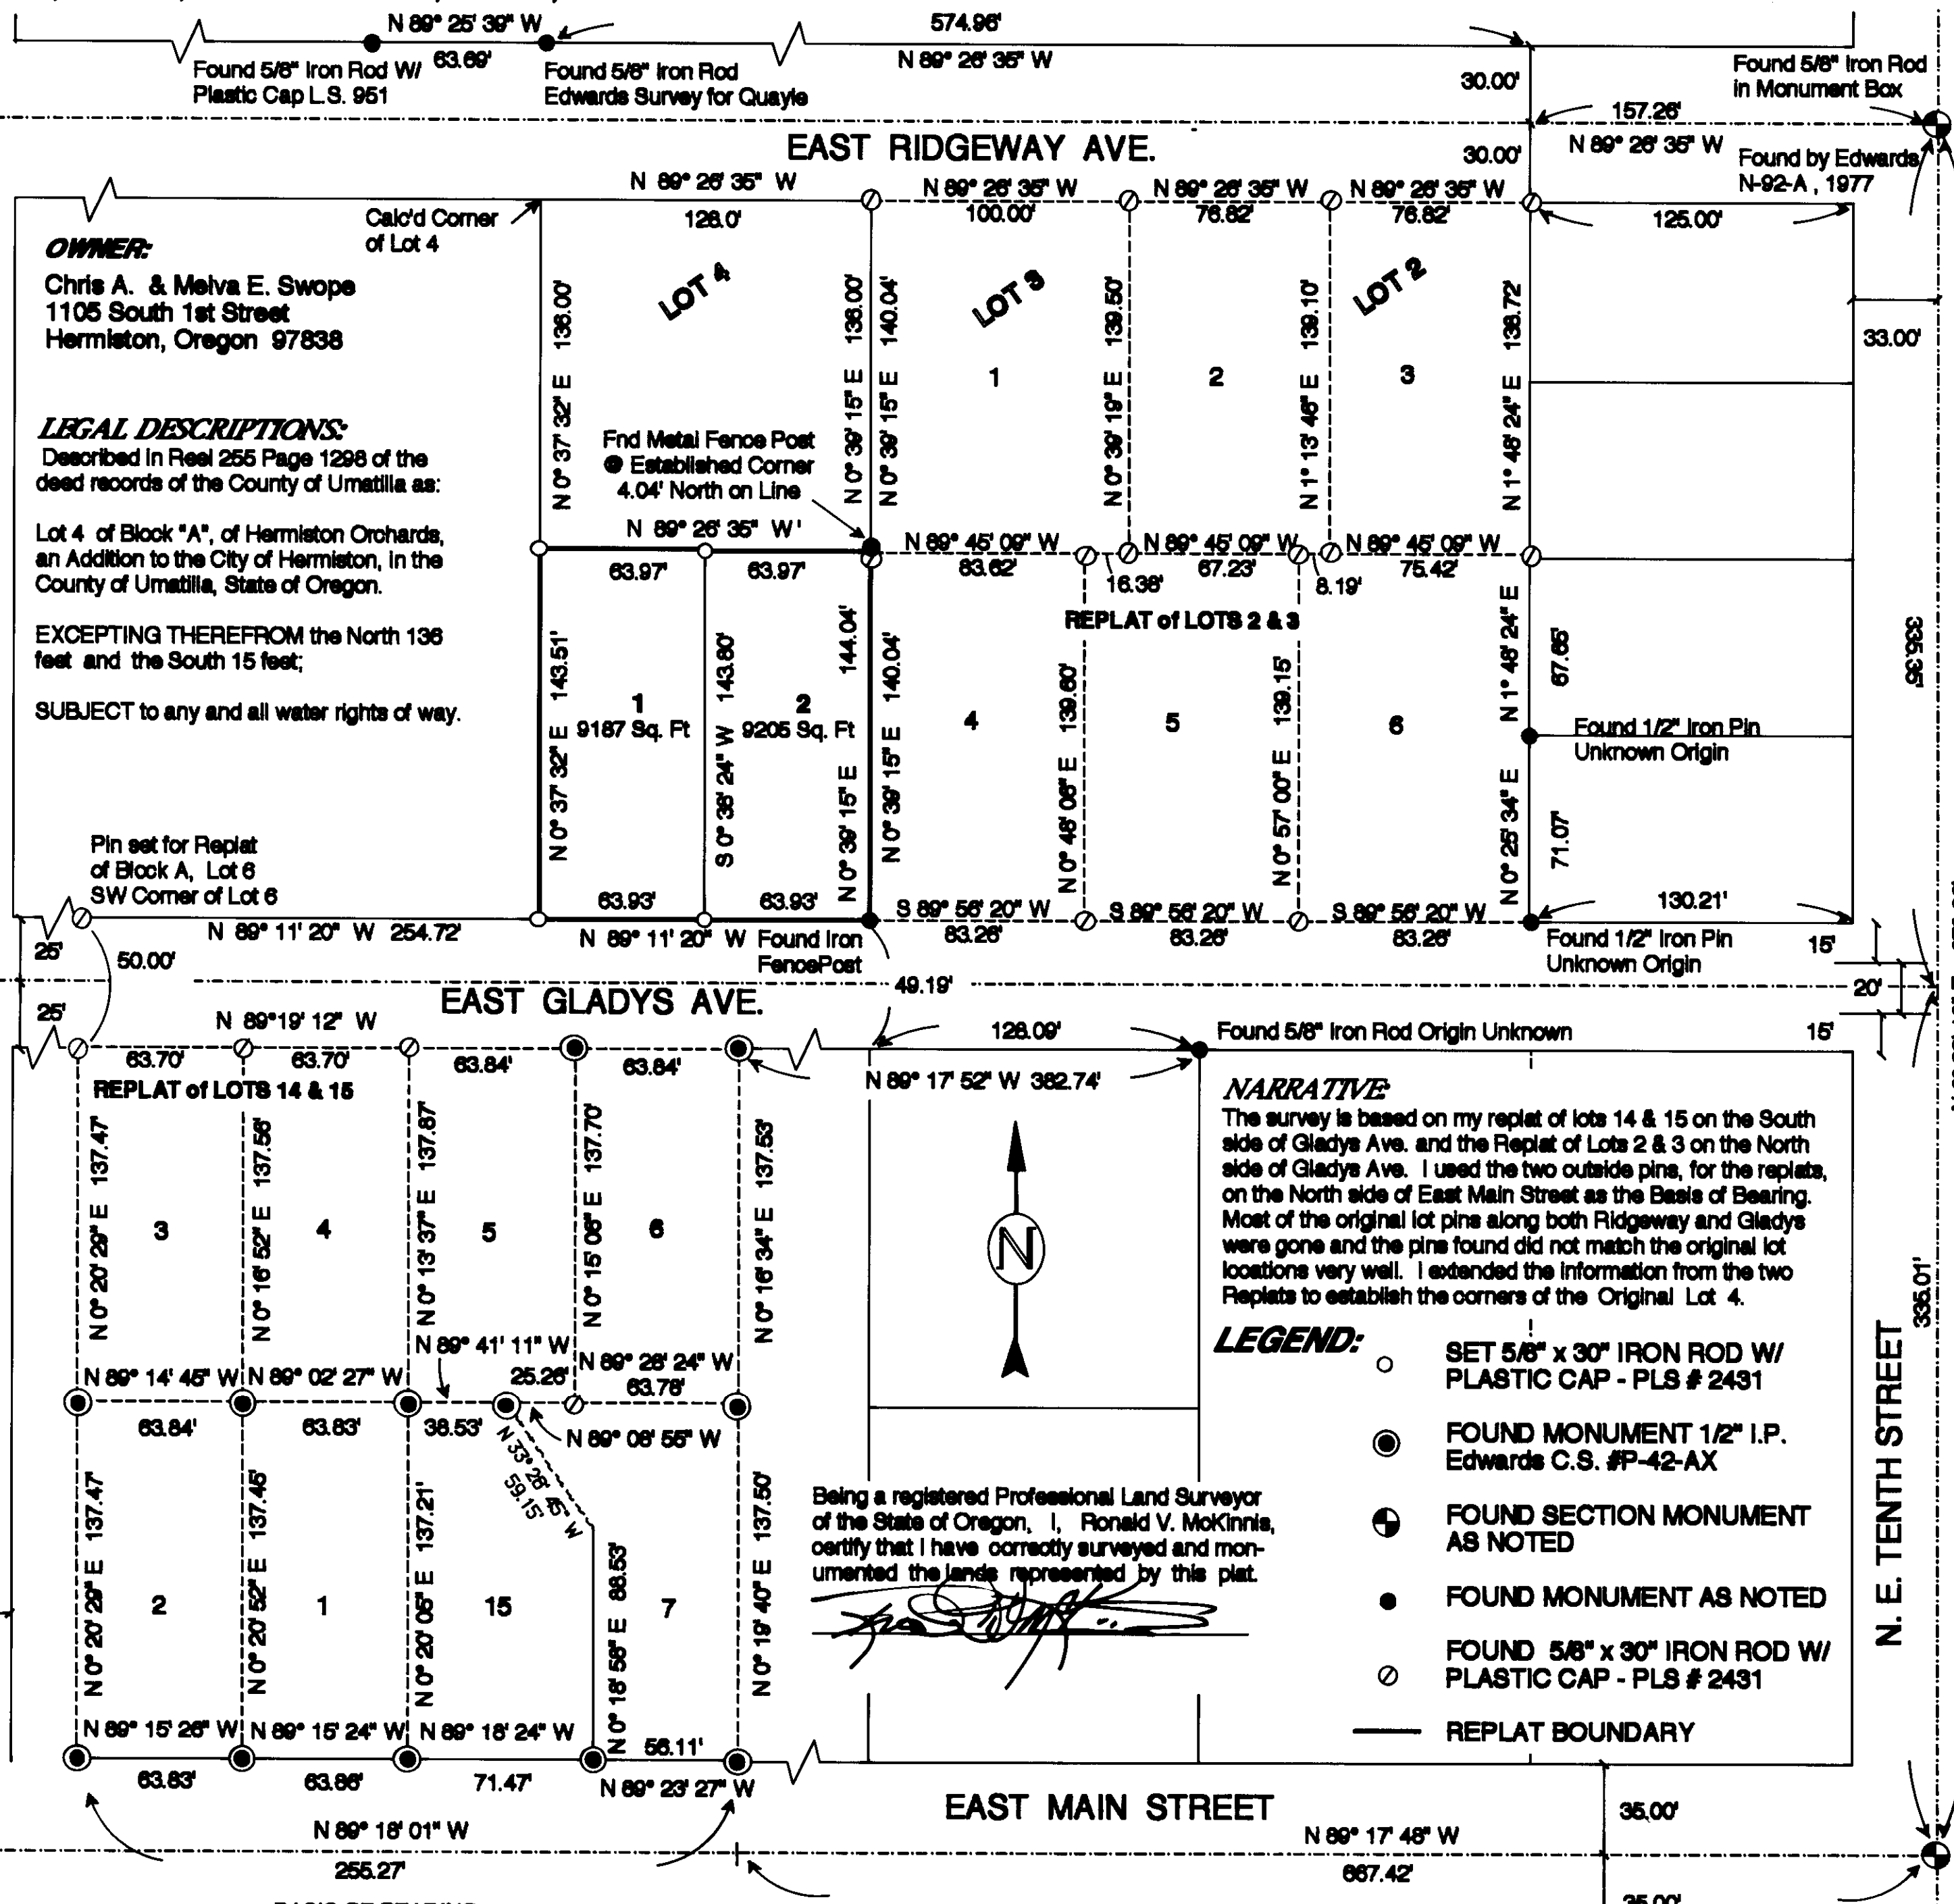 N 89° 25' 39" W
574.96'
63.69'
N 89° 26' 35" W
Found 5/8" Iron Rod W/
Plastic Cap L.S. 951
Found 5/8" Iron Rod
Edwards Survey for Quayle
30.00'
Found 5/8" Iron Rod
in Monument Box
157.26'
N 89° 26' 35" W
EAST RIDGEWAY AVE.
30.00'
Found by Edwards
N-92-A , 1977
N 89° 26' 35" W
N 89° 26' 35" W
N 89° 26' 35" W
N 89° 26' 35" W
Calc'd Corner
of Lot 4
128.0'
100.00'
76.82'
76.82'
125.00'
OWNER:
Chris A. & Melva E. Swope
1105 South 1st Street
Hermiston, Oregon 97838
LOT 4
LOT 3
LOT 2
33.00'
N 0° 37' 32" E 136.00'
N 0° 39' 15" E 136.00'
N 0° 39' 15" E 140.04'
N 0° 39' 19" E 139.50'
N 1° 13' 46" E 139.10'
N 1° 48' 24" E 138.72'
1
2
3
LEGAL DESCRIPTIONS:
Described in Reel 255 Page 1298 of the
deed records of the County of Umatilla as:
Lot 4 of Block "A", of Hermiston Orchards,
an Addition to the City of Hermiston, in the
County of Umatilla, State of Oregon.
EXCEPTING THEREFROM the North 136
feet and the South 15 feet;
SUBJECT to any and all water rights of way.
Fnd Metal Fence Post
@ Established Corner
4.04' North on Line
N 89° 26' 35" W
N 89° 45' 09" W
N 89° 45' 09" W
N 89° 45' 09" W
63.97'
63.97'
83.62'
16.38'
67.23'
8.19'
75.42'
REPLAT of LOTS 2 & 3
N 0° 37' 32" E 143.51'
1
9187 Sq. Ft
S 0° 38' 24" W 143.80'
2
9205 Sq. Ft
N 0° 39' 15" E 144.04'
N 0° 39' 15" E 140.04'
4
N 0° 48' 08" E 139.60'
5
N 0° 57' 00" E 139.15'
6
N 1° 48' 24" E 67.65'
N 0° 25' 34" E 71.07'
335.35'
Found 1/2" Iron Pin
Unknown Origin
Pin set for Replat
of Block A, Lot 6
SW Corner of Lot 6
63.93'
63.93'
S 89° 56' 20" W
S 89° 56' 20" W
S 89° 56' 20" W
130.21'
N 89° 11' 20" W 254.72'
N 89° 11' 20" W
Found Iron
FencePost
83.26'
83.26'
83.26'
Found 1/2" Iron Pin
Unknown Origin
15'
25'
50.00'
25'
EAST GLADYS AVE.
49.19'
20'
N 89°19' 12" W
128.09'
Found 5/8" Iron Rod Origin Unknown
15'
63.70'
63.70'
63.84'
63.84'
N 89° 17' 52" W 382.74'
REPLAT of LOTS 14 & 15
N 0° 20' 29" E 137.47'
3
N 0° 16' 52" E 137.56'
4
N 0° 13' 37" E 137.87'
5
N 0° 15' 08" E 137.70'
6
N 0° 16' 34" E 137.53'
N
NARRATIVE:
The survey is based on my replat of lots 14 & 15 on the South
side of Gladys Ave. and the Replat of Lots 2 & 3 on the North
side of Gladys Ave. I used the two outside pins, for the replats,
on the North side of East Main Street as the Basis of Bearing.
Most of the original lot pins along both Ridgeway and Gladys
were gone and the pins found did not match the original lot
locations very well. I extended the information from the two
Replats to establish the corners of the Original Lot 4.
335.01'
N 89° 41' 11" W
N 89° 14' 45" W
N 89° 02' 27" W
25.26'
N 89° 28' 24" W
63.78'
63.84'
63.83'
38.53'
N 89° 08' 55" W
N 33° 28' 45" W
59.15'
LEGEND:
SET 5/8" x 30" IRON ROD W/
PLASTIC CAP - PLS # 2431
FOUND MONUMENT 1/2" I.P.
Edwards C.S. #P-42-AX
FOUND SECTION MONUMENT
AS NOTED
FOUND MONUMENT AS NOTED
FOUND 5/8" x 30" IRON ROD W/
PLASTIC CAP - PLS # 2431
REPLAT BOUNDARY
N. E. TENTH STREET
Being a registered Professional Land Surveyor
of the State of Oregon, I, Ronald V. McKinnis,
certify that I have correctly surveyed and mon-
umented the lands represented by this plat.
N 0° 20' 29" E 137.47'
2
N 0° 20' 52" E 137.45'
1
N 0° 20' 05" E 137.21'
15
N 0° 18' 58" E 88.53'
7
N 0° 19' 40" E 137.50'
N 89° 15' 26" W
N 89° 15' 24" W
N 89° 18' 24" W
56.11'
63.83'
63.86'
71.47'
N 89° 23' 27" W
EAST MAIN STREET
35.00'
N 89° 18' 01" W
N 89° 17' 48" W
255.27'
667.42'
35.00'